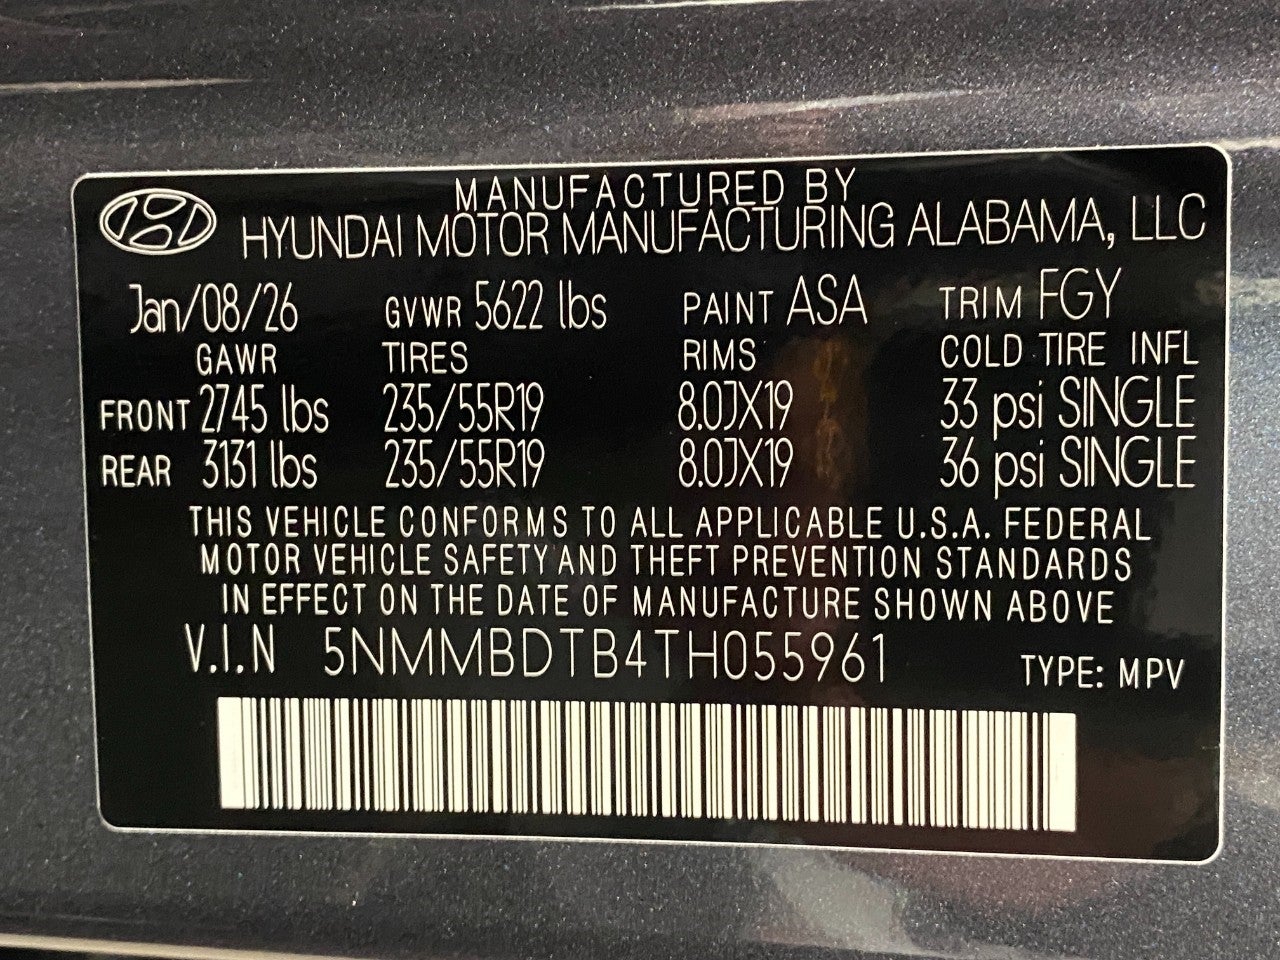 MANUFACTURED BY
HYUNDAI MOTOR MANUFACTURING ALABAMA, LLC
Jan/08/26 GVWR 5622 lbs PAINT ASA TRIM FGY
GAWR TIRES RIMS COLD TIRE INFL
FRONT 2745 lbs 235/55R19 8.0JX19 33 psi SINGLE
REAR 3131 lbs 235/55R19 8.0JX19 36 psi SINGLE
THIS VEHICLE CONFORMS TO ALL APPLICABLE U.S.A. FEDERAL
MOTOR VEHICLE SAFETY AND THEFT PREVENTION STANDARDS
IN EFFECT ON THE DATE OF MANUFACTURE SHOWN ABOVE
V.I.N 5NMMBDTB4TH055961 TYPE: MPV